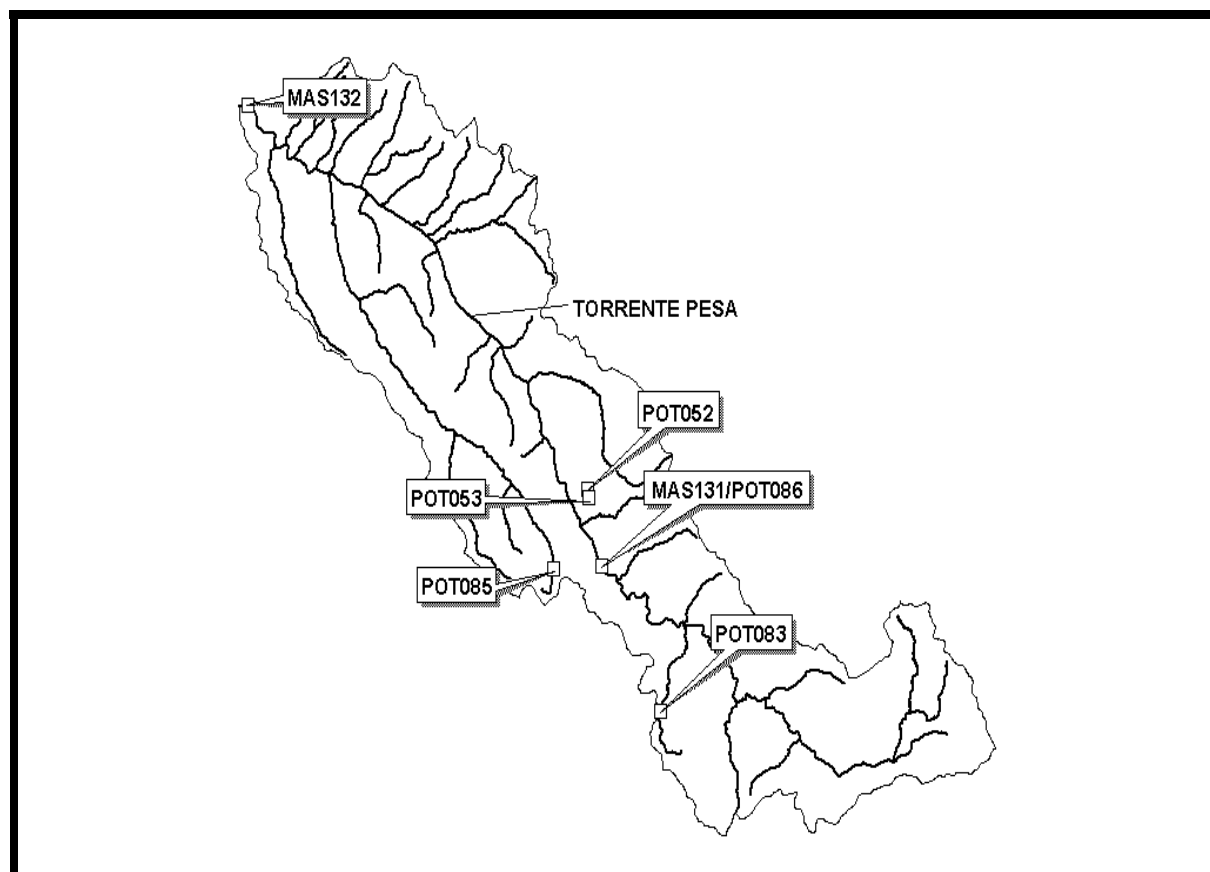 MAS132
TORRENTE PESA
POT052
MAS131/POT086
POT053
POT085
POT083